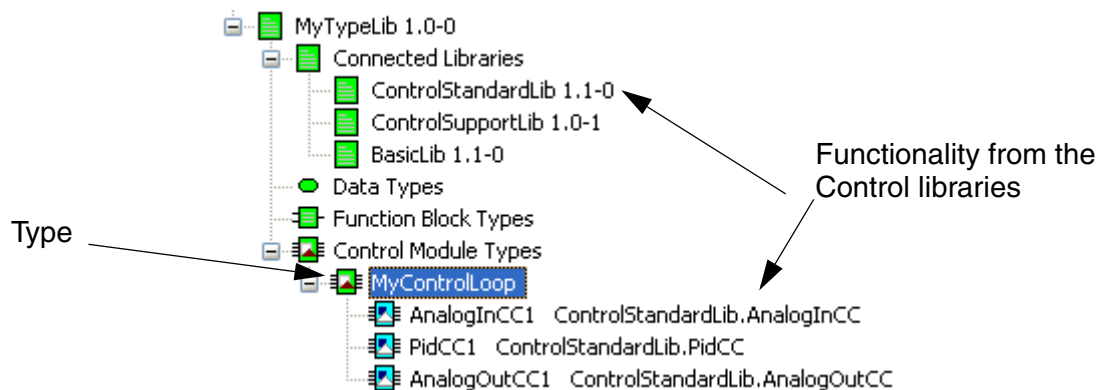 MyTypeLib 1.0-0
Connected Libraries
ControlStandardLib 1.1-0
ControlSupportLib 1.0-1
BasicLib 1.1-0
Functionality from the
Control libraries
Data Types
Function Block Types
Type
Control Module Types
MyControlLoop
AnalogInCC1 ControlStandardLib.AnalogInCC
PidCC1 ControlStandardLib.PidCC
AnalogOutCC1 ControlStandardLib.AnalogOutCC